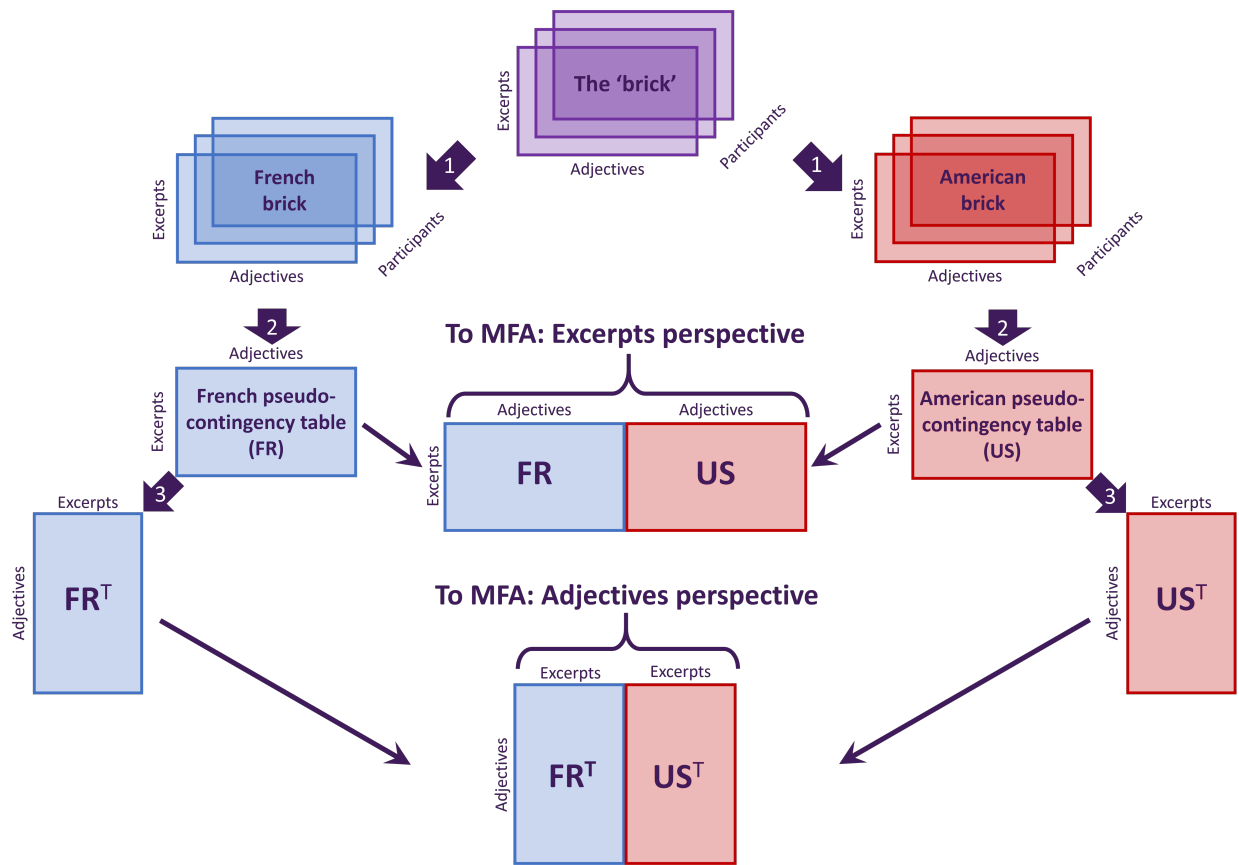 The ‘brick’
Excerpts
Adjectives
Participants
1
1
French
brick
Excerpts
Adjectives
Participants
American
brick
Excerpts
Adjectives
Participants
2
2
To MFA: Excerpts perspective
Adjectives
Excerpts
French pseudo-
contingency table
(FR)
Adjectives
Adjectives
Excerpts
FR
US
Adjectives
Excerpts
American pseudo-
contingency table
(US)
3
3
Excerpts
Adjectives
FRᵀ
Excerpts
Adjectives
USᵀ
To MFA: Adjectives perspective
Excerpts
Excerpts
Adjectives
FRᵀ
USᵀ